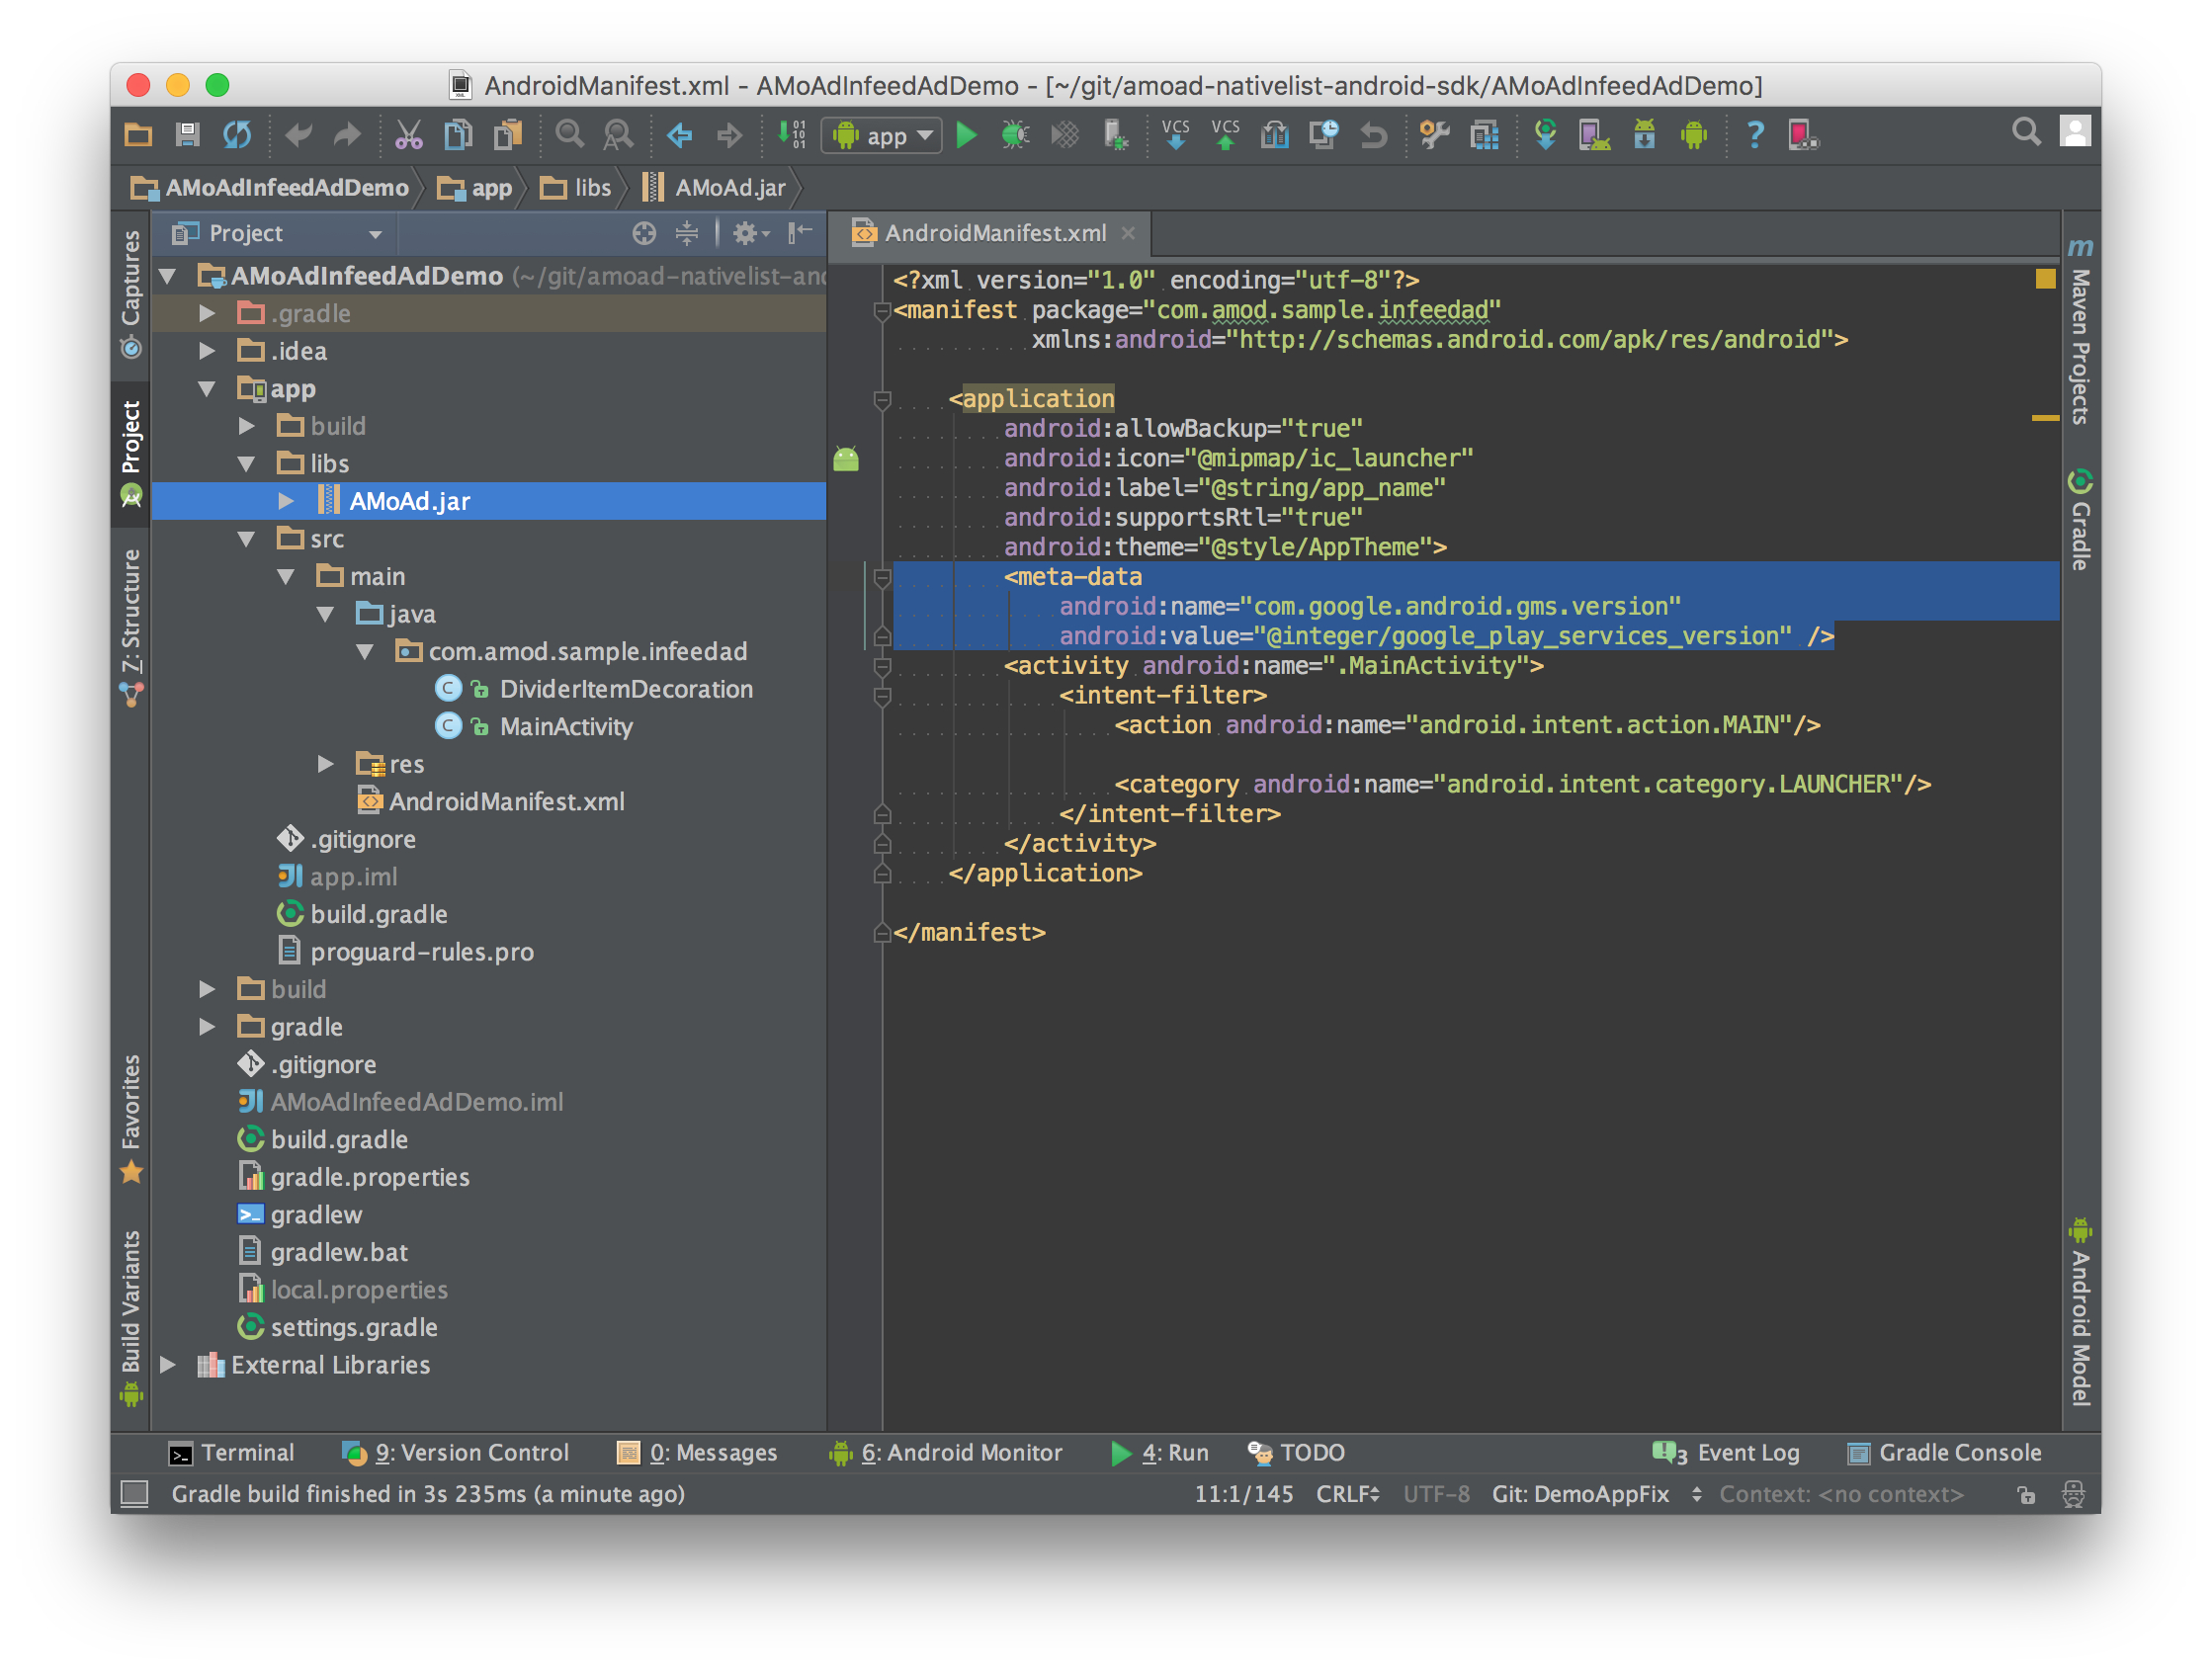 AndroidManifest.xml - AMoAdInfeedAdDemo - [~/git/amoad-nativelist-android-sdk/AMoAdInfeedAdDemo]
app
VCS
VCS
?
AMoAdInfeedAdDemo
app
libs
AMoAd.jar
Captures
Project
7: Structure
Favorites
Build Variants
Project
AMoAdInfeedAdDemo (~/git/amoad-nativelist-and
.gradle
.idea
app
build
libs
AMoAd.jar
src
main
java
com.amod.sample.infeedad
DividerItemDecoration
MainActivity
res
AndroidManifest.xml
.gitignore
app.iml
build.gradle
proguard-rules.pro
build
gradle
.gitignore
AMoAdInfeedAdDemo.iml
build.gradle
gradle.properties
gradlew
gradlew.bat
local.properties
settings.gradle
External Libraries
AndroidManifest.xml
<?xml version="1.0" encoding="utf-8"?>
<manifest package="com.amod.sample.infeedad"
xmlns:android="http://schemas.android.com/apk/res/android">
<application
android:allowBackup="true"
android:icon="@mipmap/ic_launcher"
android:label="@string/app_name"
android:supportsRtl="true"
android:theme="@style/AppTheme">
<meta-data
android:name="com.google.android.gms.version"
android:value="@integer/google_play_services_version" />
<activity android:name=".MainActivity">
<intent-filter>
<action android:name="android.intent.action.MAIN"/>
<category android:name="android.intent.category.LAUNCHER"/>
</intent-filter>
</activity>
</application>
</manifest>
Maven Projects
Gradle
Android Model
Terminal
9: Version Control
0: Messages
6: Android Monitor
4: Run
TODO
3 Event Log
Gradle Console
Gradle build finished in 3s 235ms (a minute ago)
11:1/145
CRLF
UTF-8
Git: DemoAppFix
Context: <no context>